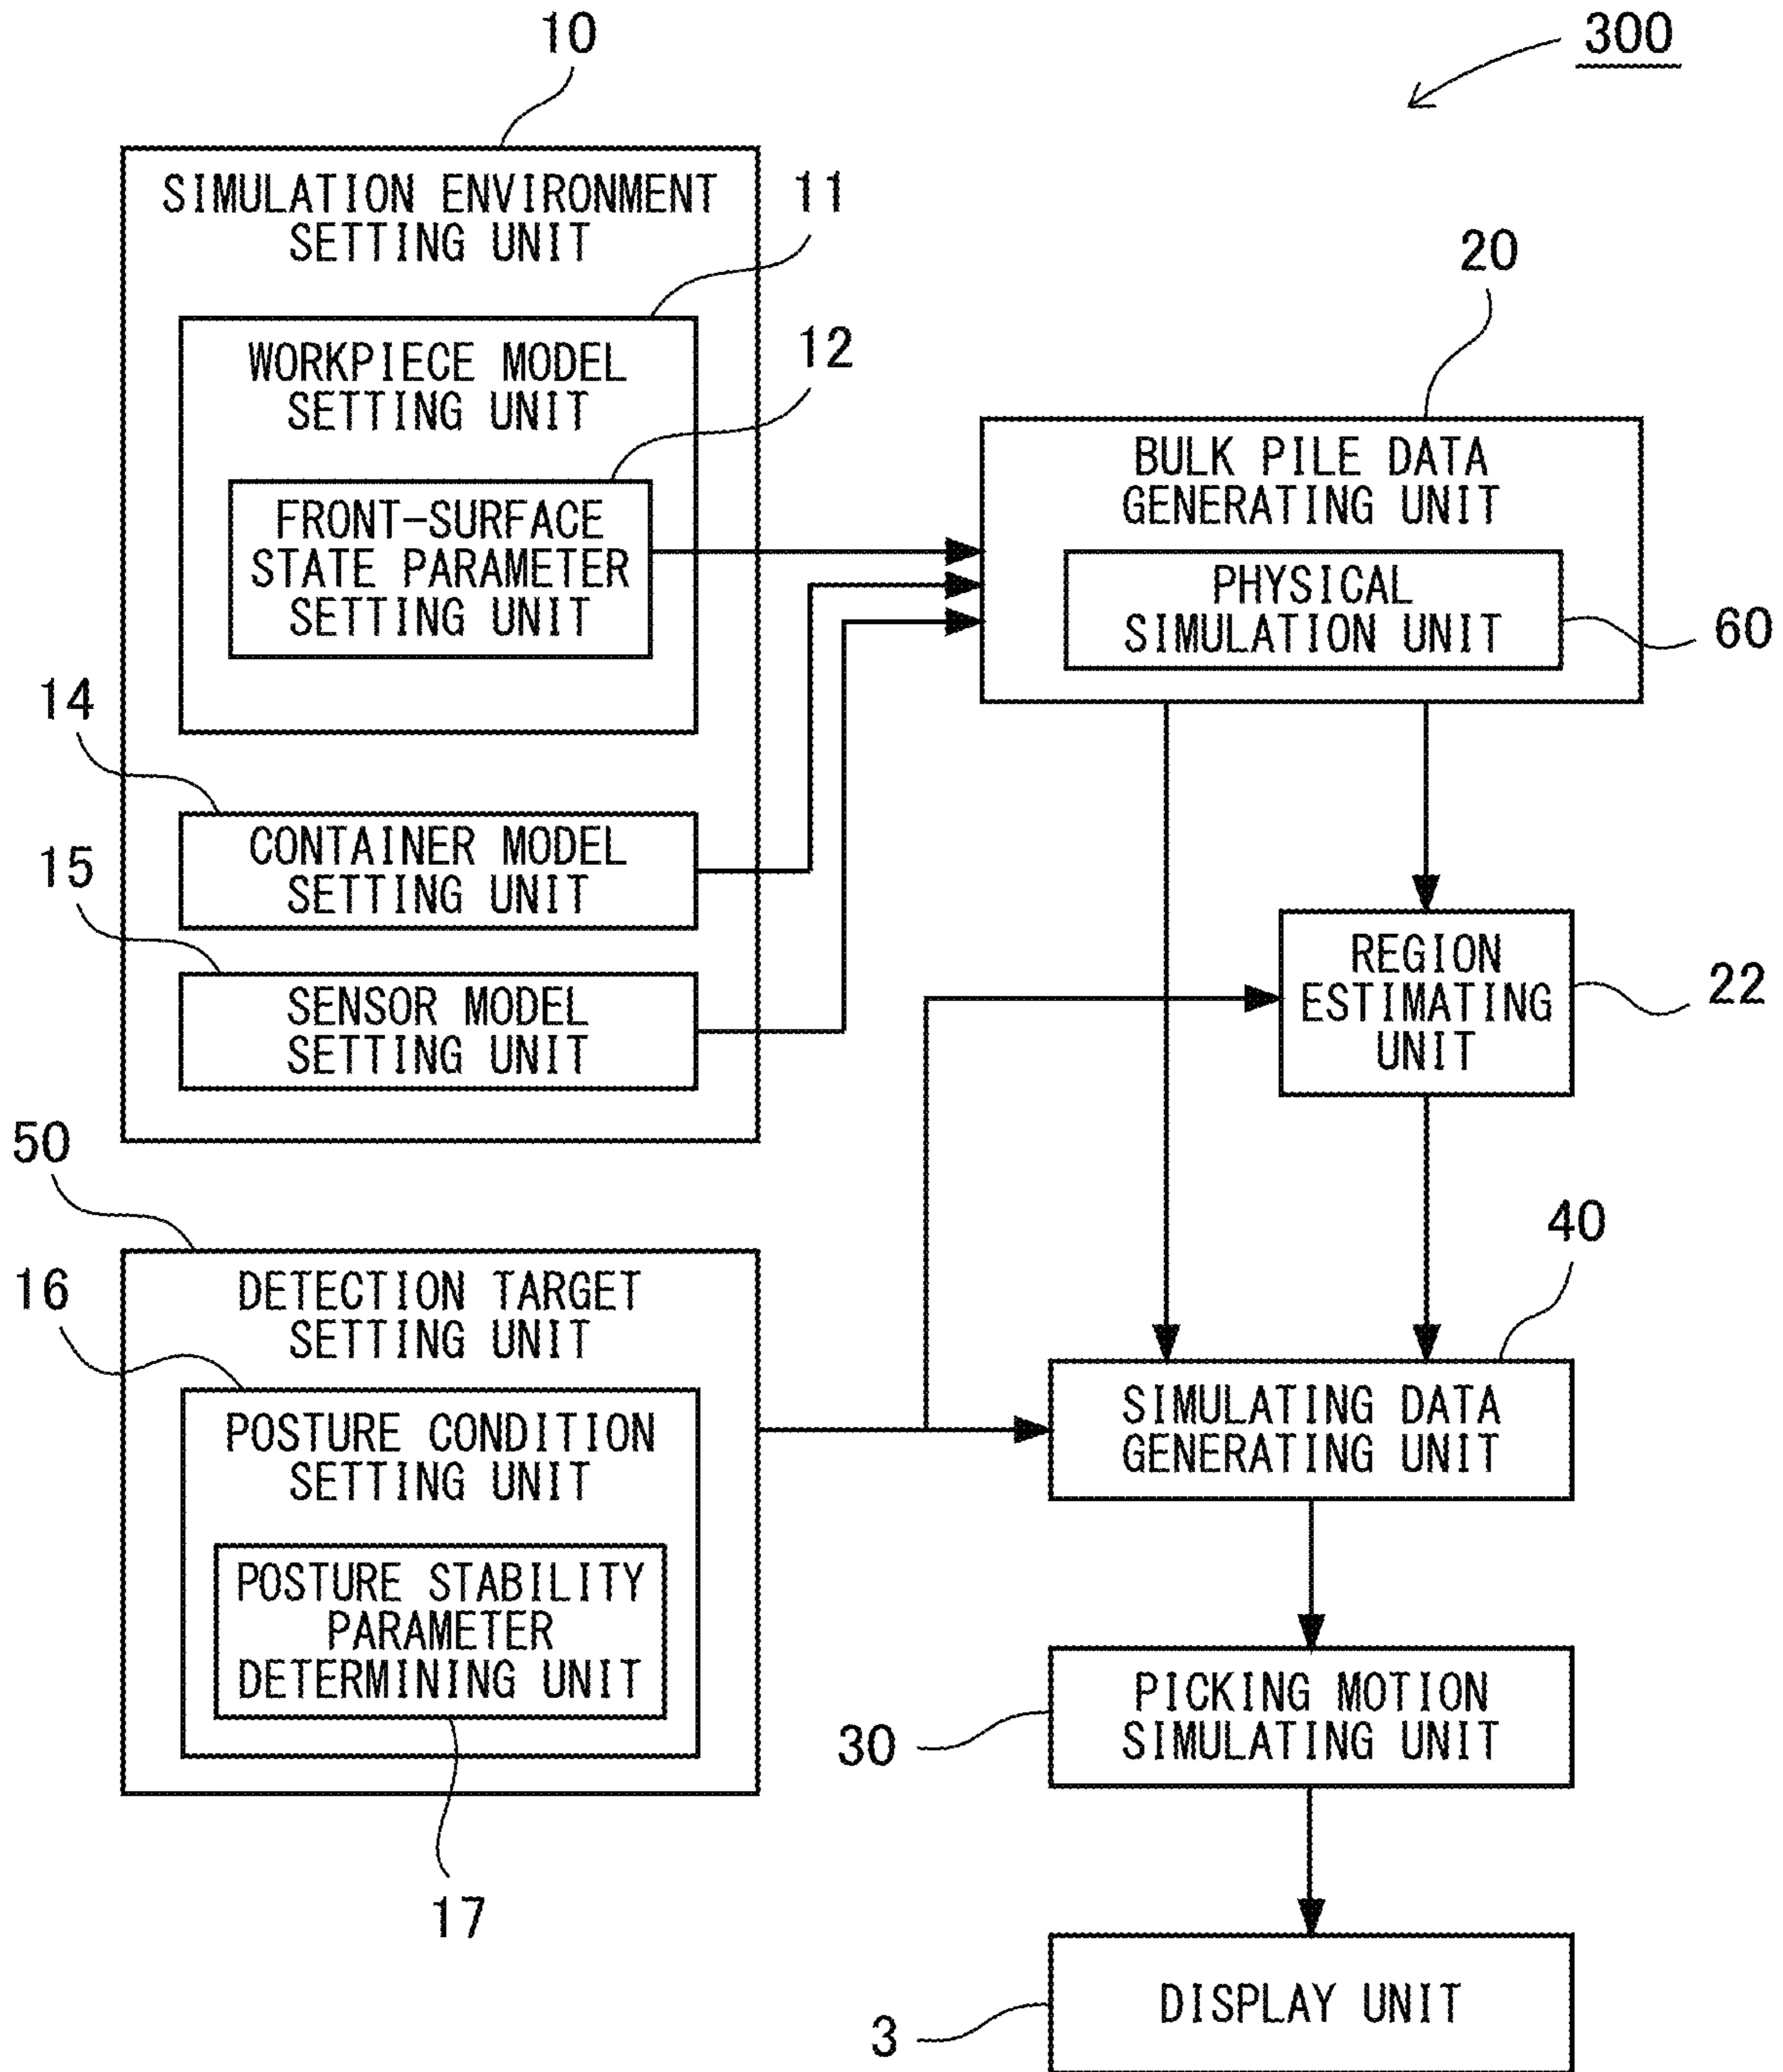 10
300
SIMULATION ENVIRONMENT
SETTING UNIT
11
WORKPIECE MODEL
SETTING UNIT
12
FRONT-SURFACE
STATE PARAMETER
SETTING UNIT
14
CONTAINER MODEL
SETTING UNIT
15
SENSOR MODEL
SETTING UNIT
20
BULK PILE DATA
GENERATING UNIT
PHYSICAL
SIMULATION UNIT
60
REGION
ESTIMATING
UNIT
22
50
DETECTION TARGET
SETTING UNIT
16
POSTURE CONDITION
SETTING UNIT
POSTURE STABILITY
PARAMETER
DETERMINING UNIT
17
40
SIMULATING DATA
GENERATING UNIT
PICKING MOTION
SIMULATING UNIT
30
DISPLAY UNIT
3